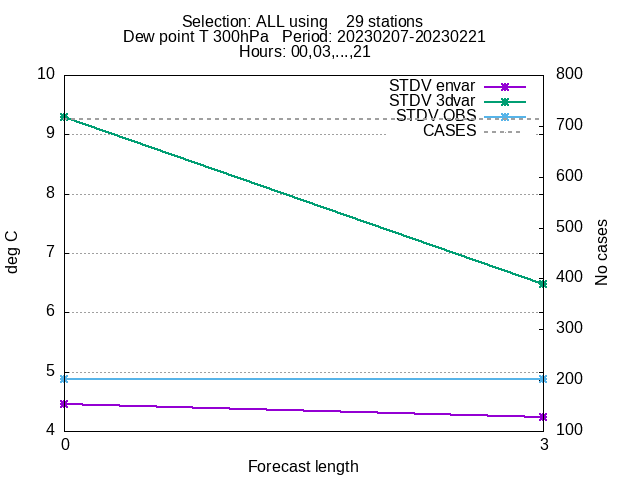 Selection: ALL using 29 stations
Dew point T 300hPa Period: 20230207-20230221
Hours: 00,03,...,21
STDV envar
STDV 3dvar
STDV OBS
CASES
10
9
8
7
6
5
4
800
700
600
500
400
300
200
100
deg C
No cases
0
3
Forecast length